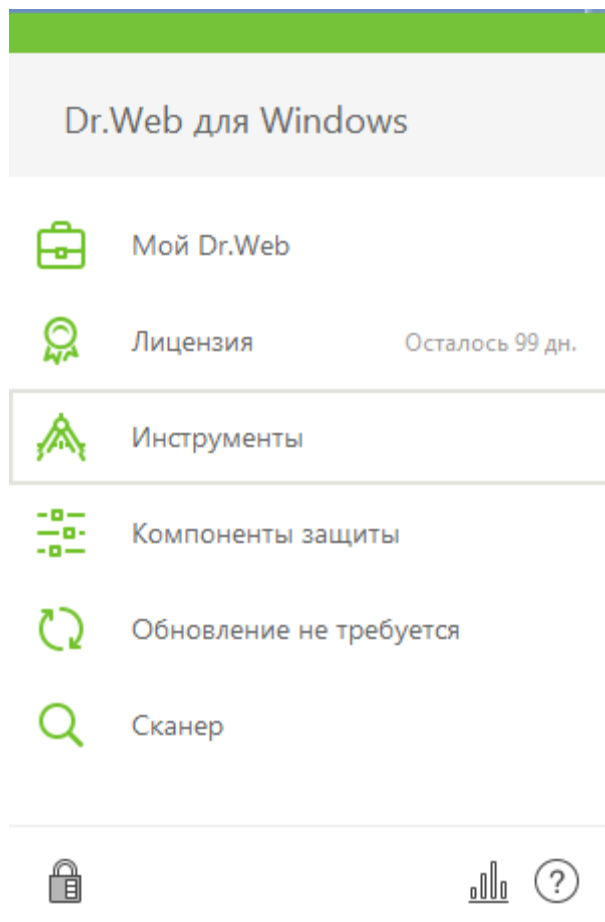 Dr.Web для Windows
Мой Dr.Web
Лицензия Осталось 99 дн.
Инструменты
Компоненты защиты
Обновление не требуется
Сканер
?